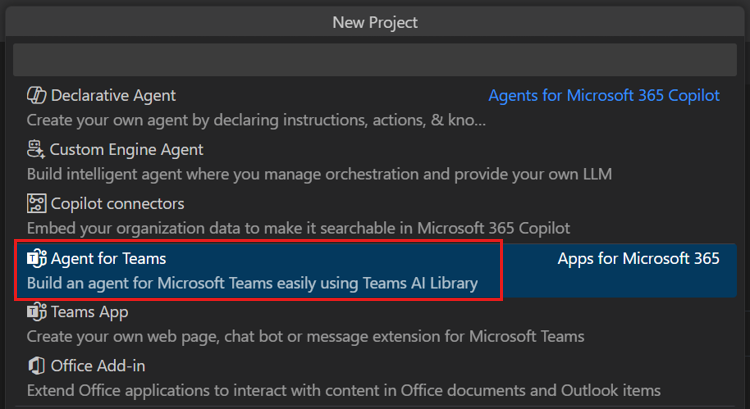 New Project
Declarative Agent Agents for Microsoft 365 Copilot
Create your own agent by declaring instructions, actions, & kno...
Custom Engine Agent
Build intelligent agent where you manage orchestration and provide your own LLM
Copilot connectors
Embed your organization data to make it searchable in Microsoft 365 Copilot
Agent for Teams Apps for Microsoft 365
Build an agent for Microsoft Teams easily using Teams AI Library
Teams App
Create your own web page, chat bot or message extension for Microsoft Teams
Office Add-in
Extend Office applications to interact with content in Office documents and Outlook items